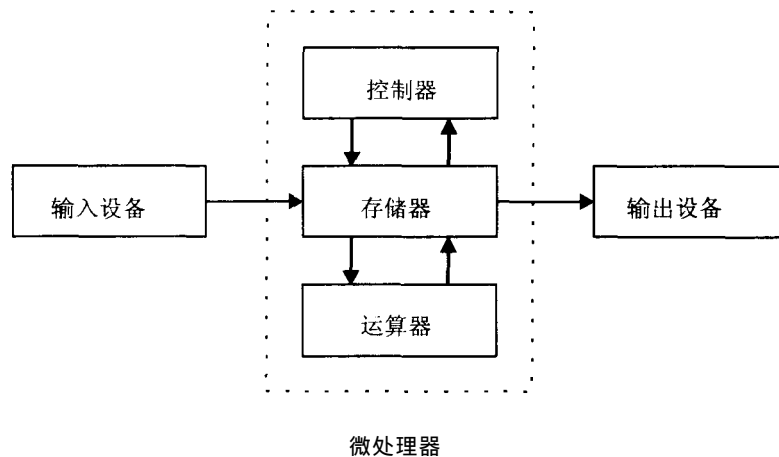 控制器
输入设备
存储器
输出设备
运算器
微处理器